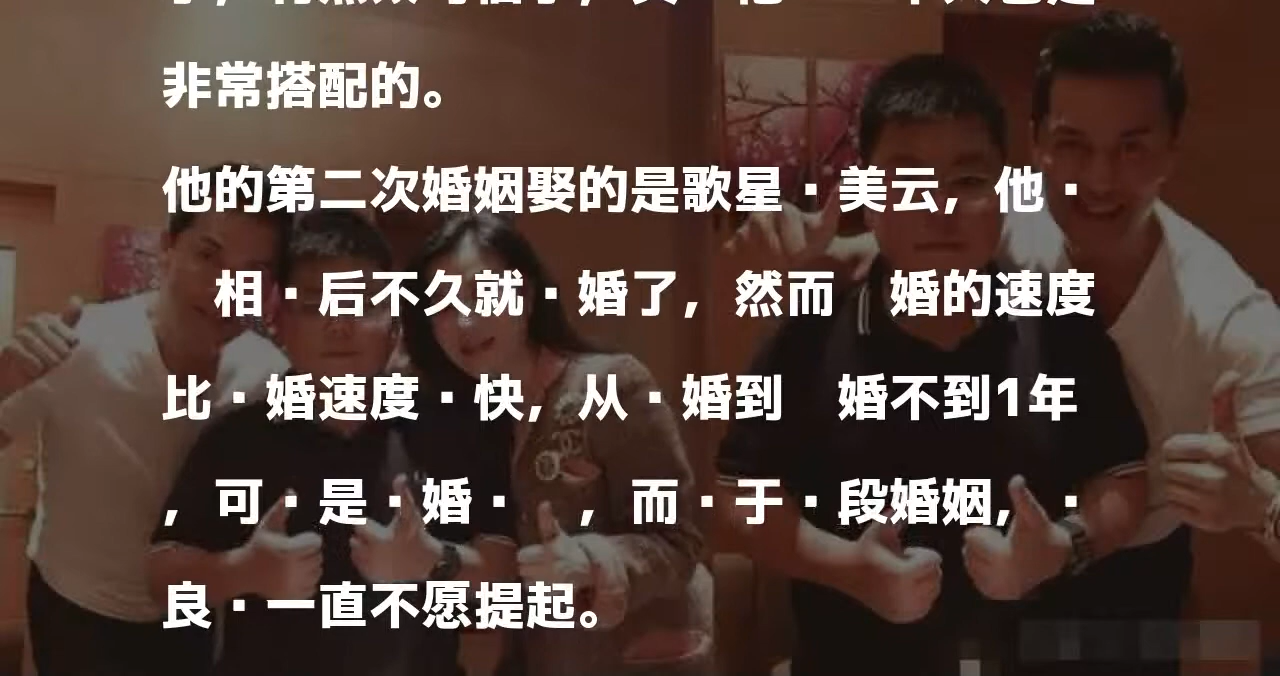 非常搭配的。
他的第二次婚姻娶的是歌星·美云，他·
相·后不久就·婚了，然而 婚的速度
比·婚速度·快，从·婚到 婚不到1年
，可·是·婚· ，而·于·段婚姻，·
良·一直不愿提起。